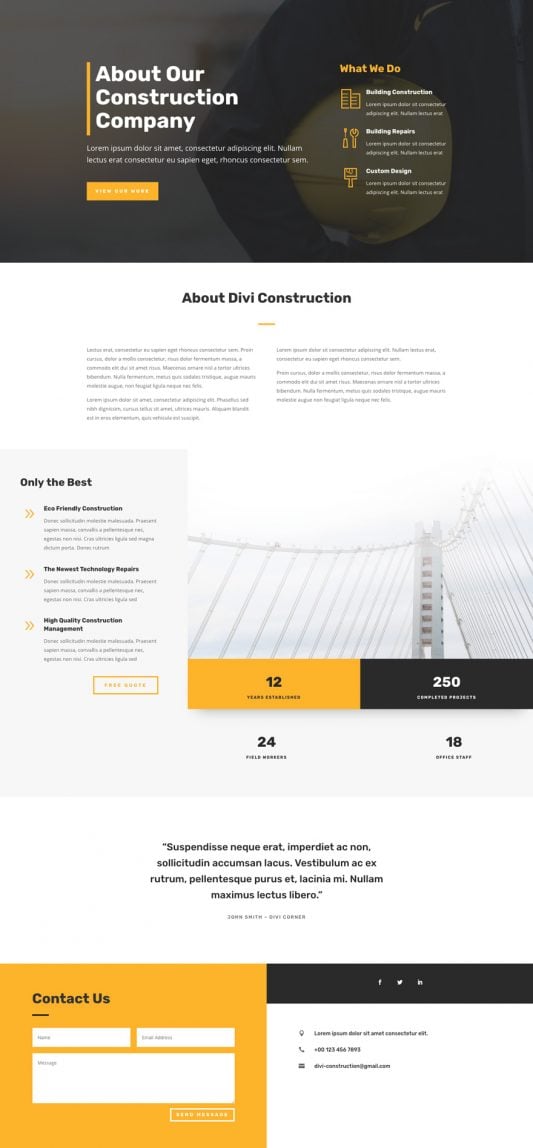 About Our
Construction
Company
Lorem ipsum dolor sit amet, consectetur adipiscing elit. Nullam
lectus erat consectetur eu sapien eget, rhoncus consectetur sem.
VIEW OUR WORK
What We Do
Building Construction
Lorem ipsum dolor sit consectetur
adipiscing elit. Nullam lectus erat
Building Repairs
Lorem ipsum dolor sit consectetur
adipiscing elit. Nullam lectus erat
Custom Design
Lorem ipsum dolor sit consectetur
adipiscing elit. Nullam lectus erat
About Divi Construction
Lectus erat, consectetur eu sapien eget rhoncus consectetur sem. Proin
cursus, dolor a mollis consectetur, risus dolor fermentum massa, a
commodo elit dui sit amet risus. Maecenas ornare nisl a tortor ultrices
bibendum. Nulla fermentum, metus quis sodales tristique, augue mauris
molestie augue, non feugiat ligula neque nec felis.
Lorem ipsum dolor sit amet, consectetur adipiscing elit. Phasellus sed
nibh dignissim, cursus tellus sit amet, ultrices mauris. Aliquam blandit
est in eros elementum, quis vehicula est suscipit.
Lorem ipsum dolor sit amet elit. Nullam lectus erat,
consectetur eu sapien eget rhoncus consectetur sem.
Proin cursus, dolor a mollis consectetur, risus dolor fermentum massa, a
commodo elit dui sit amet risus. Maecenas ornare nisl a tortor ultrices
bibendum. Nulla fermentum, metus quis sodales tristique, augue mauris
molestie augue, non feugiat ligula neque nec felis.
Only the Best
Eco Friendly Construction
Donec sollicitudin molestie malesuada. Praesent
sapien massa, convallis a pellentesque nec,
egestas non nisi. Cras ultricies ligula sed magna
dictum porta. Donec rutrum
The Newest Technology Repairs
Donec sollicitudin molestie malesuada. Praesent
sapien massa, convallis a pellentesque nec,
egestas non nisi. Cras ultricies ligula sed
High Quality Construction
Management
Donec sollicitudin molestie malesuada. Praesent
sapien massa, convallis a pellentesque nec,
egestas non nisi. Cras ultricies ligula sed
FREE QUOTE
12
YEARS ESTABLISHED
250
COMPLETED PROJECTS
24
FIELD WORKERS
18
OFFICE STAFF
“Suspendisse neque erat, imperdiet ac non,
sollicitudin accumsan lacus. Vestibulum ac ex
rutrum, pellentesque purus et, lacinia mi. Nullam
maximus lectus libero.”
JOHN SMITH – DIVI CORNER
Contact Us
Name
Email Address
Message
SEND MESSAGE
Lorem ipsum dolor sit amet consectetur elit.
+00 123 456 7893
divi-construction@gmail.com